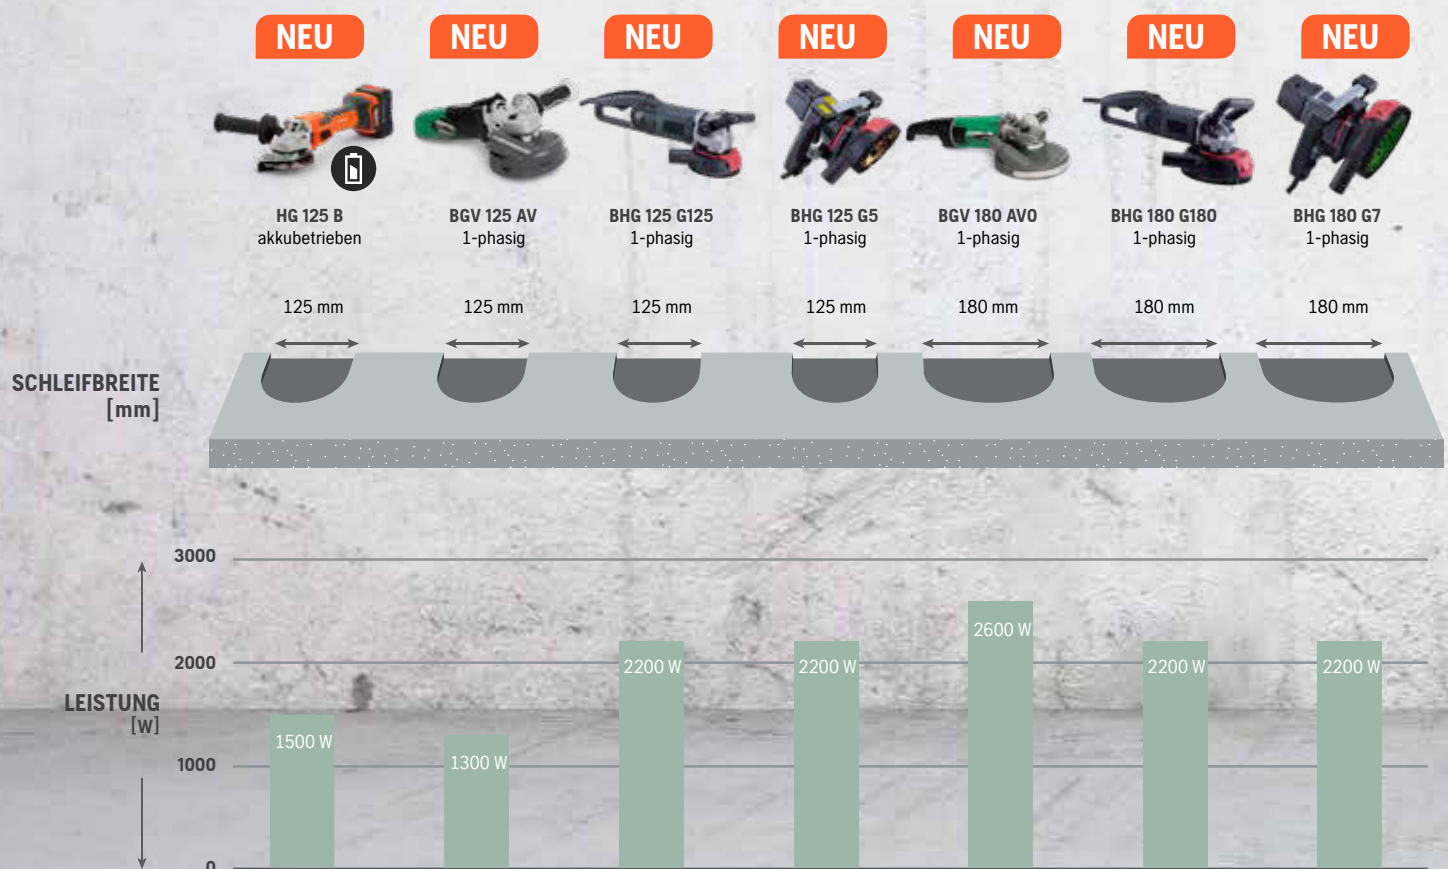 NEU NEU NEU NEU NEU NEU NEU
HG 125 B BGV 125 AV BHG 125 G125 BHG 125 G5 BGV 180 AVO BHG 180 G180 BHG 180 G7
akkubetrieben 1-phasig 1-phasig 1-phasig 1-phasig 1-phasig 1-phasig
125 mm 125 mm 125 mm 125 mm 180 mm 180 mm 180 mm
SCHLEIFBREITE
[mm]
3000
2600 W
2000 2200 W 2200 W 2200 W 2200 W
LEISTUNG
[W]
1500 W
1300 W
1000
0